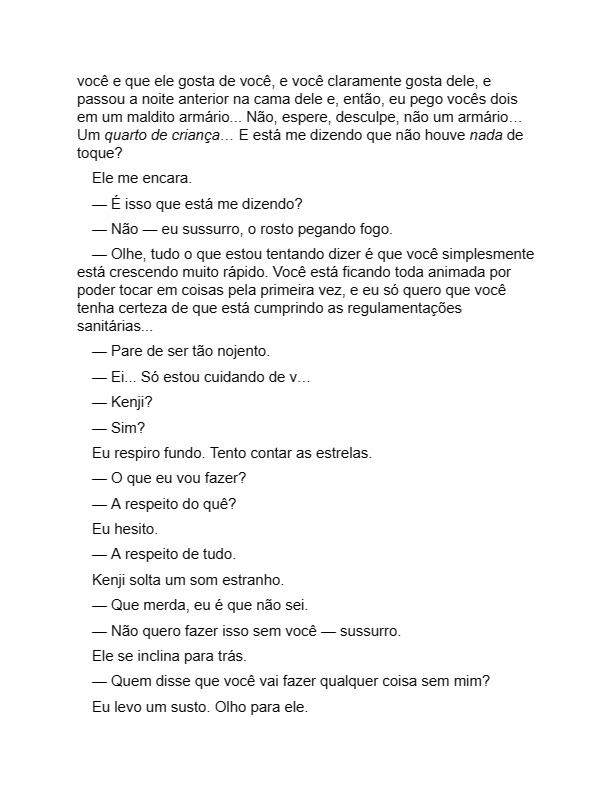 você e que ele gosta de você, e você claramente gosta dele, e
passou a noite anterior na cama dele e, então, eu pego vocês dois
em um maldito armário... Não, espere, desculpe, não um armário…
Um quarto de criança… E está me dizendo que não houve nada de
toque?
Ele me encara.
— É isso que está me dizendo?
— Não — eu sussurro, o rosto pegando fogo.
— Olhe, tudo o que estou tentando dizer é que você simplesmente
está crescendo muito rápido. Você está ficando toda animada por
poder tocar em coisas pela primeira vez, e eu só quero que você
tenha certeza de que está cumprindo as regulamentações
sanitárias...
— Pare de ser tão nojento.
— Ei... Só estou cuidando de v…
— Kenji?
— Sim?
Eu respiro fundo. Tento contar as estrelas.
— O que eu vou fazer?
— A respeito do quê?
Eu hesito.
— A respeito de tudo.
Kenji solta um som estranho.
— Que merda, eu é que não sei.
— Não quero fazer isso sem você — sussurro.
Ele se inclina para trás.
— Quem disse que você vai fazer qualquer coisa sem mim?
Eu levo um susto. Olho para ele.